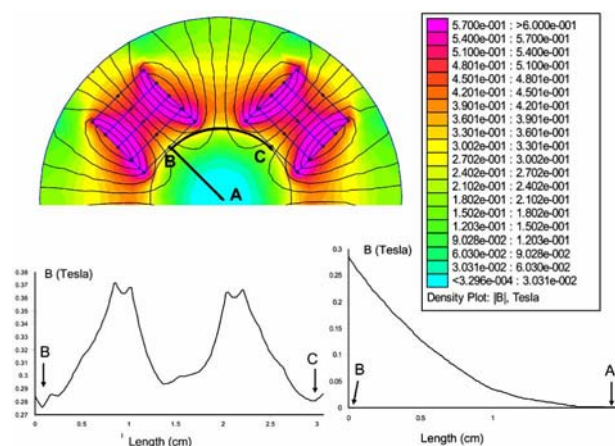 B
C
A
5.700e-001 : >6.000e-001
5.400e-001 : 5.700e-001
5.100e-001 : 5.400e-001
4.801e-001 : 5.100e-001
4.501e-001 : 4.801e-001
4.201e-001 : 4.501e-001
3.901e-001 : 4.201e-001
3.601e-001 : 3.901e-001
3.301e-001 : 3.601e-001
3.002e-001 : 3.301e-001
2.702e-001 : 3.002e-001
2.402e-001 : 2.702e-001
2.102e-001 : 2.402e-001
1.802e-001 : 2.102e-001
1.502e-001 : 1.802e-001
1.203e-001 : 1.502e-001
9.028e-002 : 1.203e-001
6.030e-002 : 9.028e-002
3.031e-002 : 6.030e-002
<3.296e-004 : 3.031e-002
Density Plot: |B|, Tesla
B (Tesla)
0.38
0.37
0.36
0.35
0.34
0.33
0.32
0.31
0.3
0.29
0.28
0.27
B
C
0
0.5
1
1.5
2
2.5
3
Length (cm)
B (Tesla)
0.3
0.25
0.2
0.15
0.1
0.05
0
B
A
0
0.5
1
Length (cm)